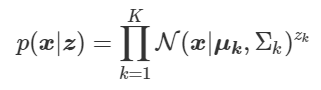 p(x|z) = ∏_{k=1}^{K} 𝒩(x|μ_k, Σ_k)^{z_k}